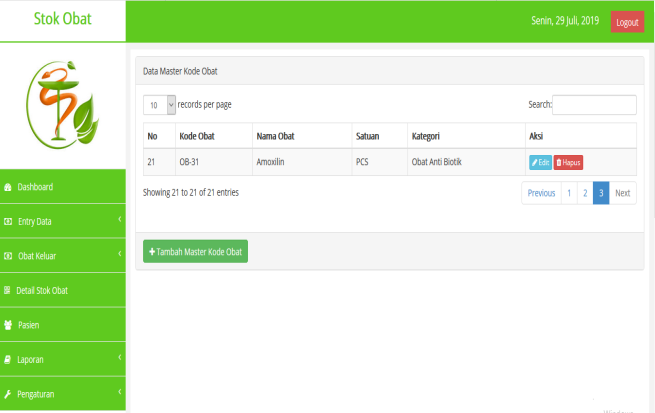 Stok Obat
Senin, 29 Juli, 2019
Logout
Data Master Kode Obat
10 records per page
Search:
No Kode Obat Nama Obat Satuan Kategori Aksi
21 OB-31 Amoxilin PCS Obat Anti Biotik Edit Hapus
Showing 21 to 21 of 21 entries
Previous 1 2 3 Next
+ Tambah Master Kode Obat
Dashboard
Entry Data
Obat Keluar
Detail Stok Obat
Pasien
Laporan
Pengaturan